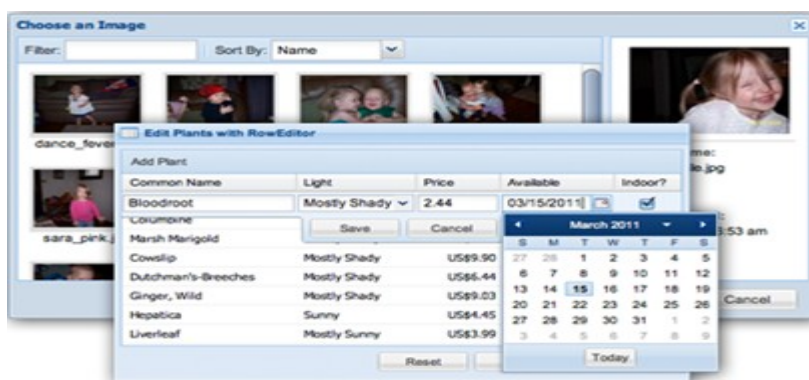 Choose an Image
Filter: Sort By: Name
dance_fever
me:
le.jpg
sara_pink.j
:53 am
Cancel
Edit Plants with RowEditor
Add Plant
Common Name Light Price Available Indoor?
Bloodroot Mostly Shady 2.44 03/15/2011
Columbine
Save Cancel
Marsh Marigold
Cowslip Mostly Shady US$9.90
Dutchman's-Breeches Mostly Shady US$6.44
Ginger, Wild Mostly Shady US$9.03
Hepatica Sunny US$4.45
Liverleaf Mostly Sunny US$3.99
Reset
March 2011
S M T W T F S
27 28 1 2 3 4 5
6 7 8 9 10 11 12
13 14 15 16 17 18 19
20 21 22 23 24 25 26
27 28 29 30 31 1 2
3 4 5 6 7 8 9
Today